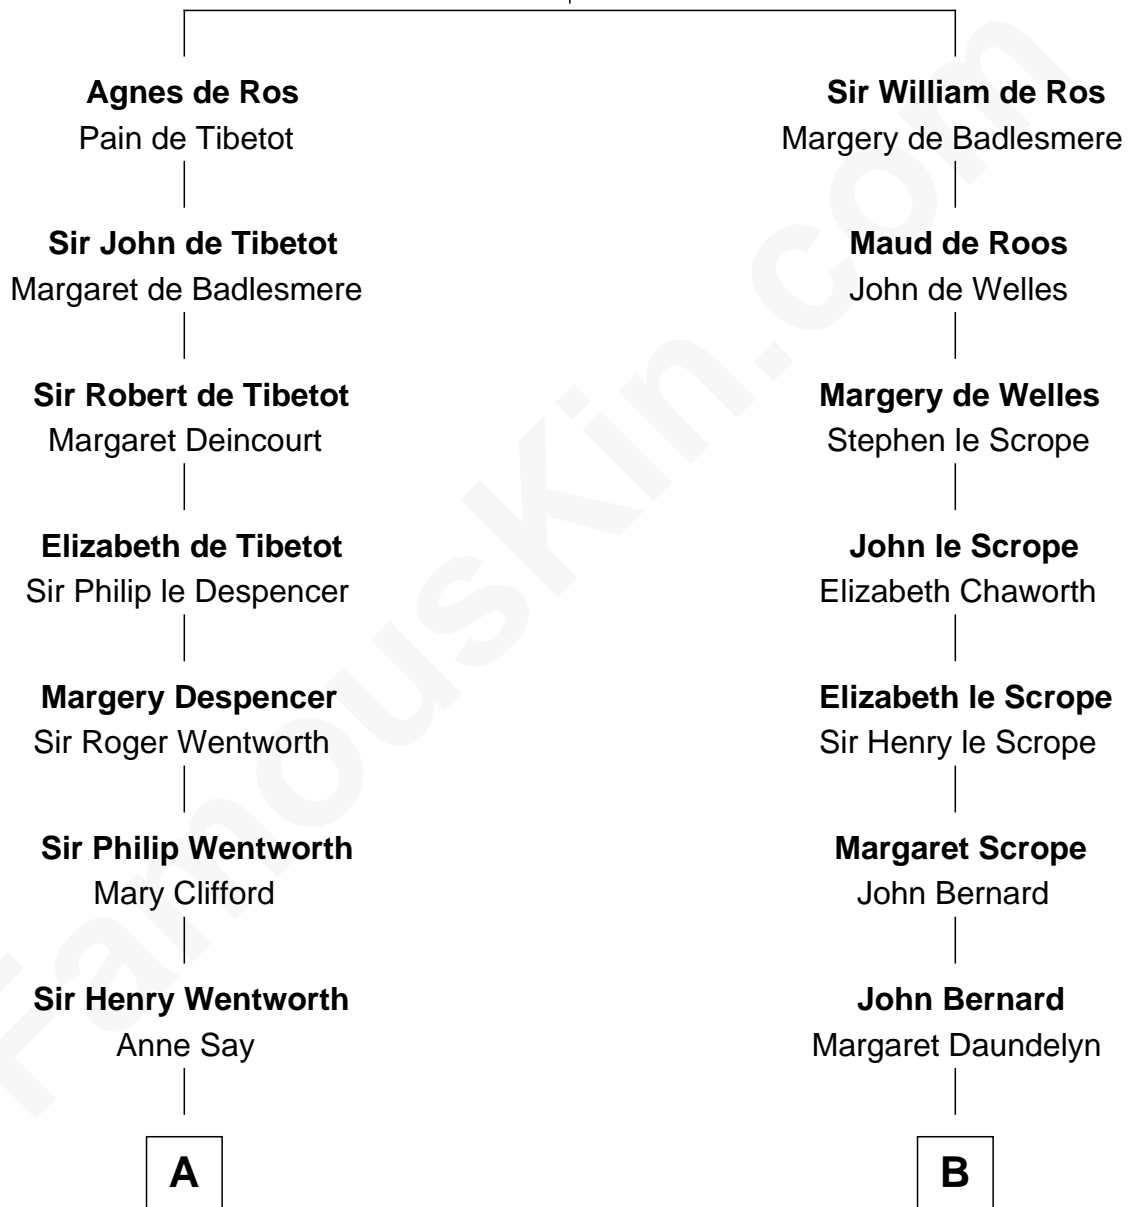 Agnes de Ros
Pain de Tibetot
Sir John de Tibetot
Margaret de Badlesmere
Sir Robert de Tibetot
Margaret Deincourt
Elizabeth de Tibetot
Sir Philip le Despencer
Margery Despencer
Sir Roger Wentworth
Sir Philip Wentworth
Mary Clifford
Sir Henry Wentworth
Anne Say
A
Sir William de Ros
Margery de Badlesmere
Maud de Roos
John de Welles
Margery de Welles
Stephen le Scrope
John le Scrope
Elizabeth Chaworth
Elizabeth le Scrope
Sir Henry le Scrope
Margaret Scrope
John Bernard
John Bernard
Margaret Daundelyn
B
FamousKin.com